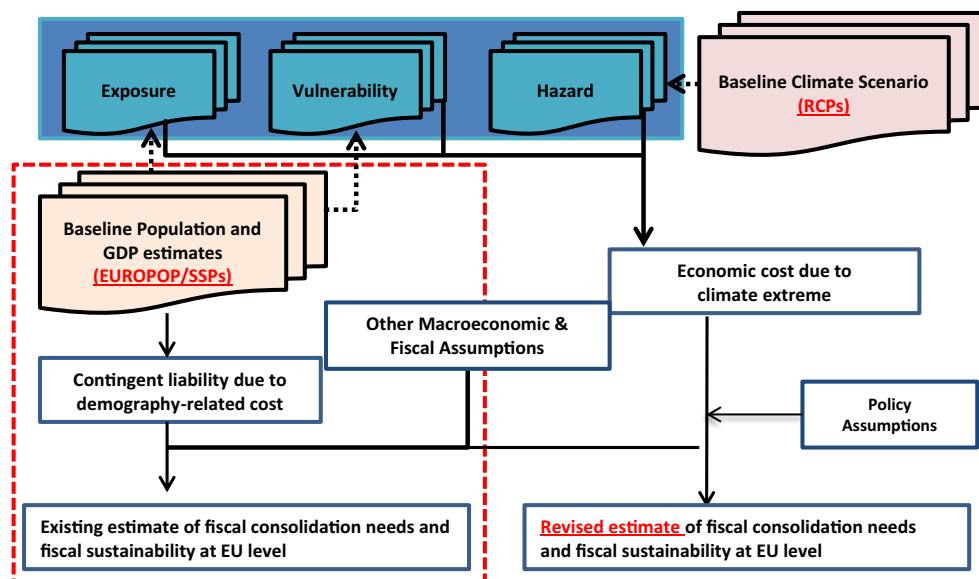 Exposure
Vulnerability
Hazard
Baseline Climate Scenario
(RCPs)
Baseline Population and
GDP estimates
(EUROPOP/SSPs)
Economic cost due to
climate extreme
Other Macroeconomic &
Fiscal Assumptions
Contingent liability due to
demography-related cost
Policy
Assumptions
Existing estimate of fiscal consolidation needs and
fiscal sustainability at EU level
Revised estimate of fiscal consolidation needs
and fiscal sustainability at EU level